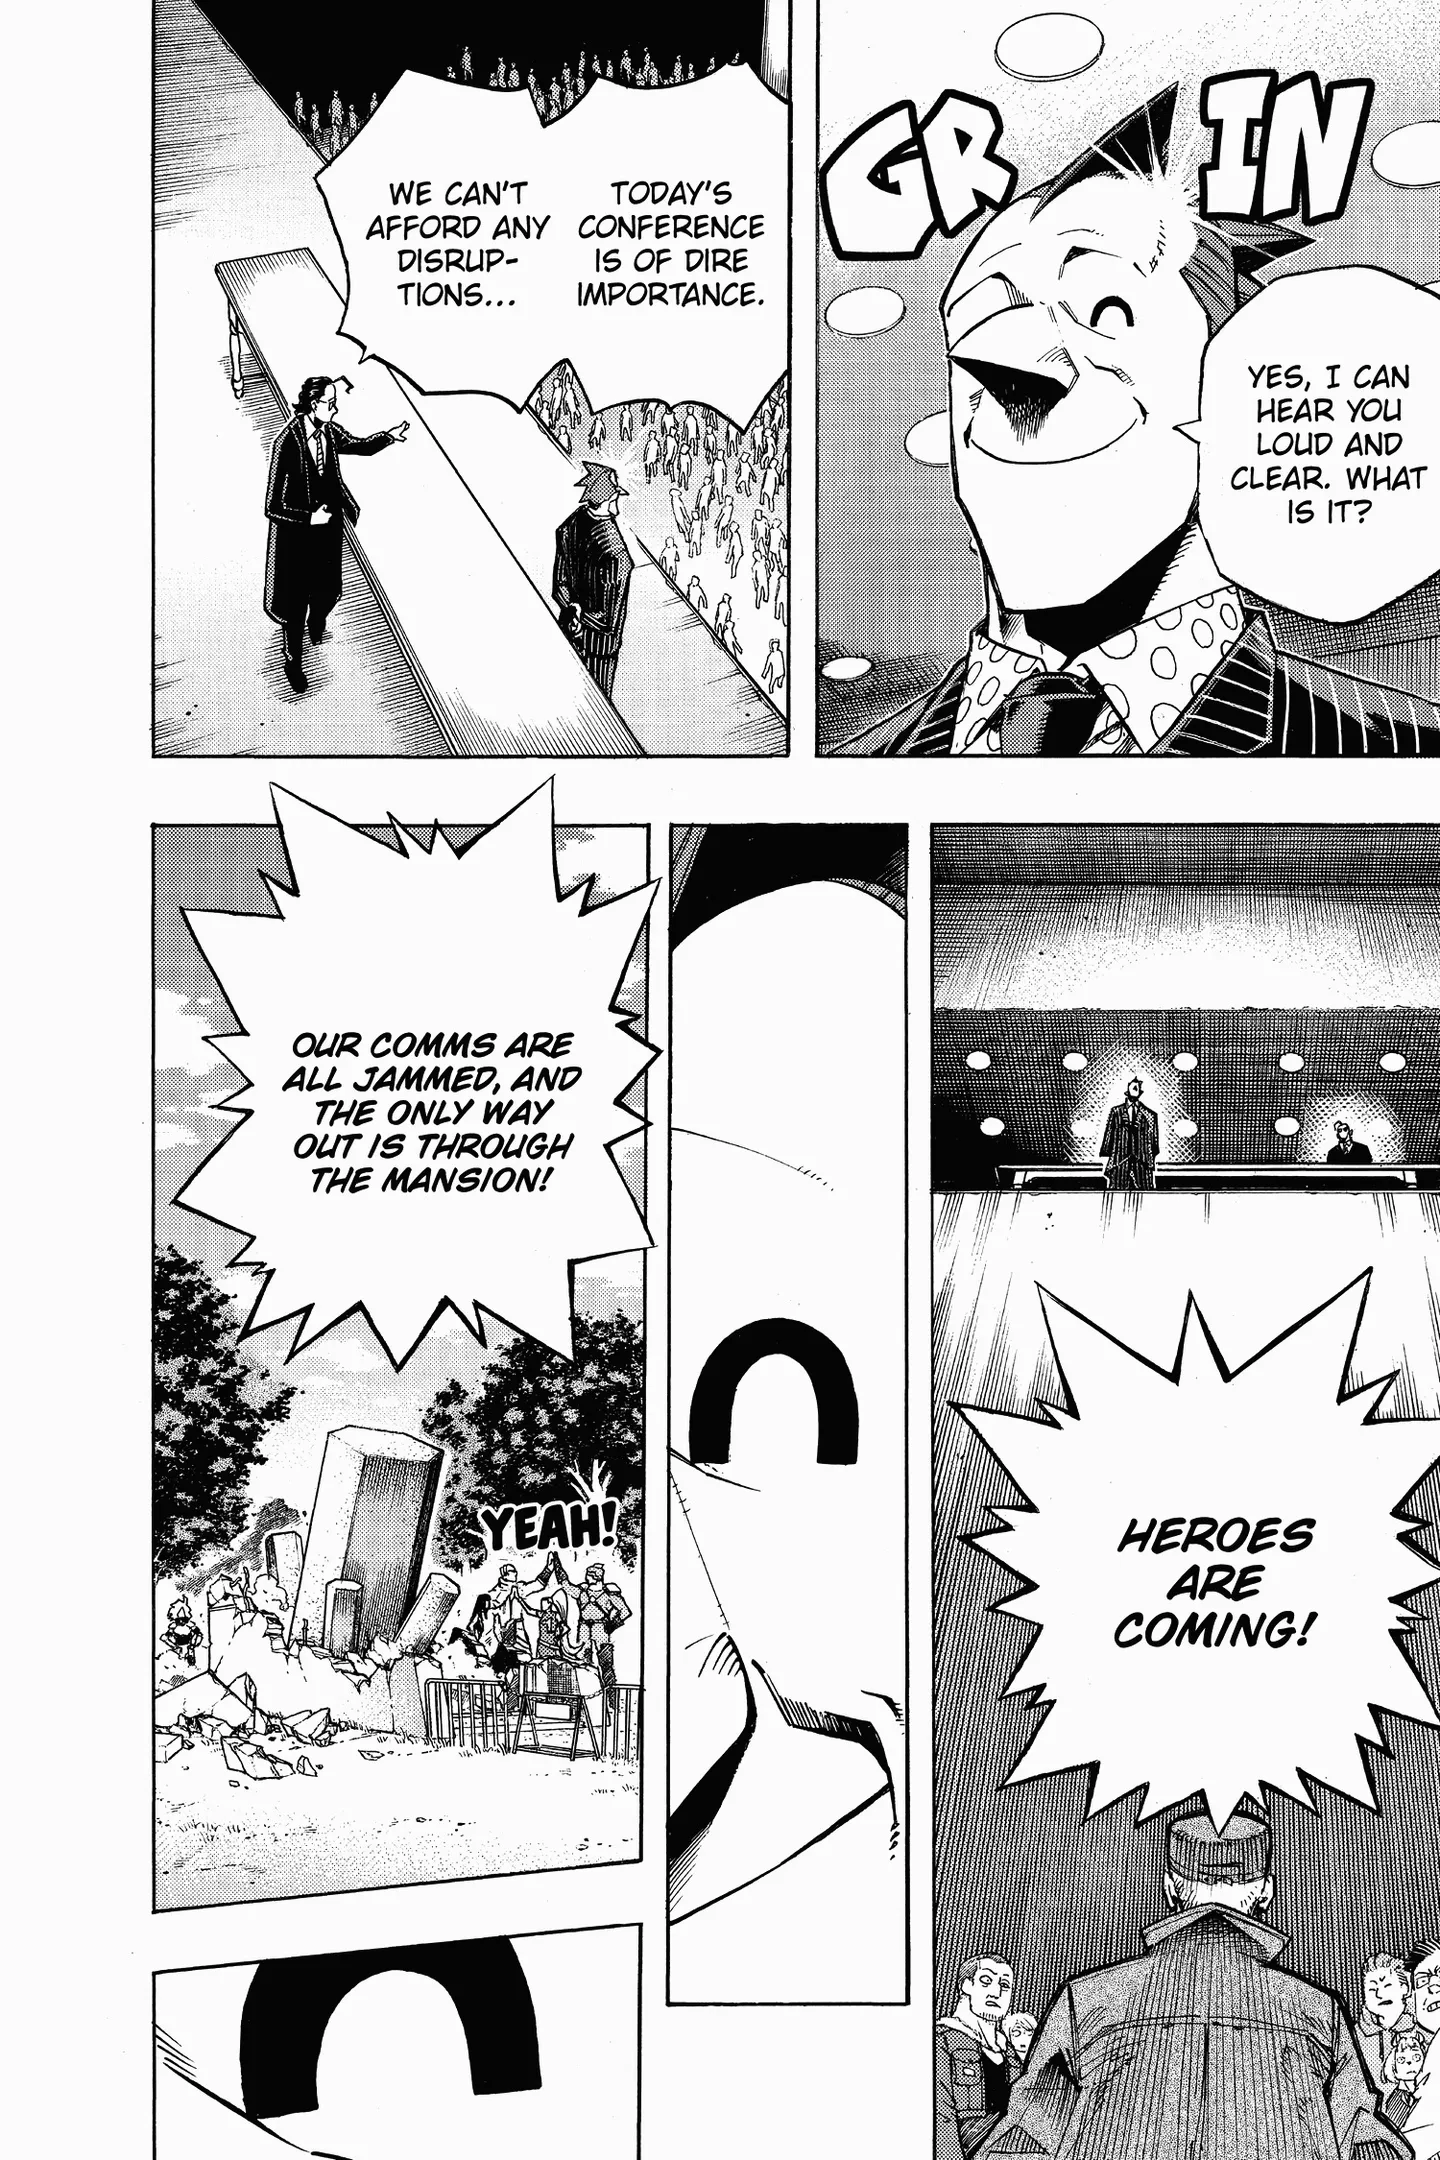 GRIN
YES, I CAN
HEAR YOU
LOUD AND
CLEAR. WHAT
IS IT?
TODAY'S
CONFERENCE
IS OF DIRE
IMPORTANCE.
WE CAN'T
AFFORD ANY
DISRUP-
TIONS...
HEROES
ARE
COMING!
OUR COMMS ARE
ALL JAMMED, AND
THE ONLY WAY
OUT IS THROUGH
THE MANSION!
YEAH!